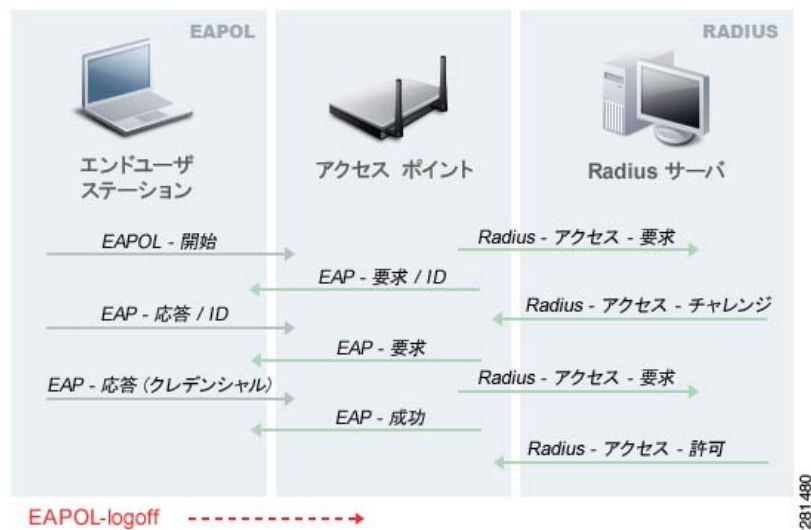 EAPOL
RADIUS
エンドユーザ
ステーション
アクセス ポイント
Radius サーバ
EAPOL - 開始
Radius - アクセス - 要求
EAP - 要求 / ID
EAP - 応答 / ID
Radius - アクセス - チャレンジ
EAP - 要求
EAP - 応答 (クレデンシャル)
Radius - アクセス - 要求
EAP - 成功
Radius - アクセス - 許可
EAPOL-logoff
281480